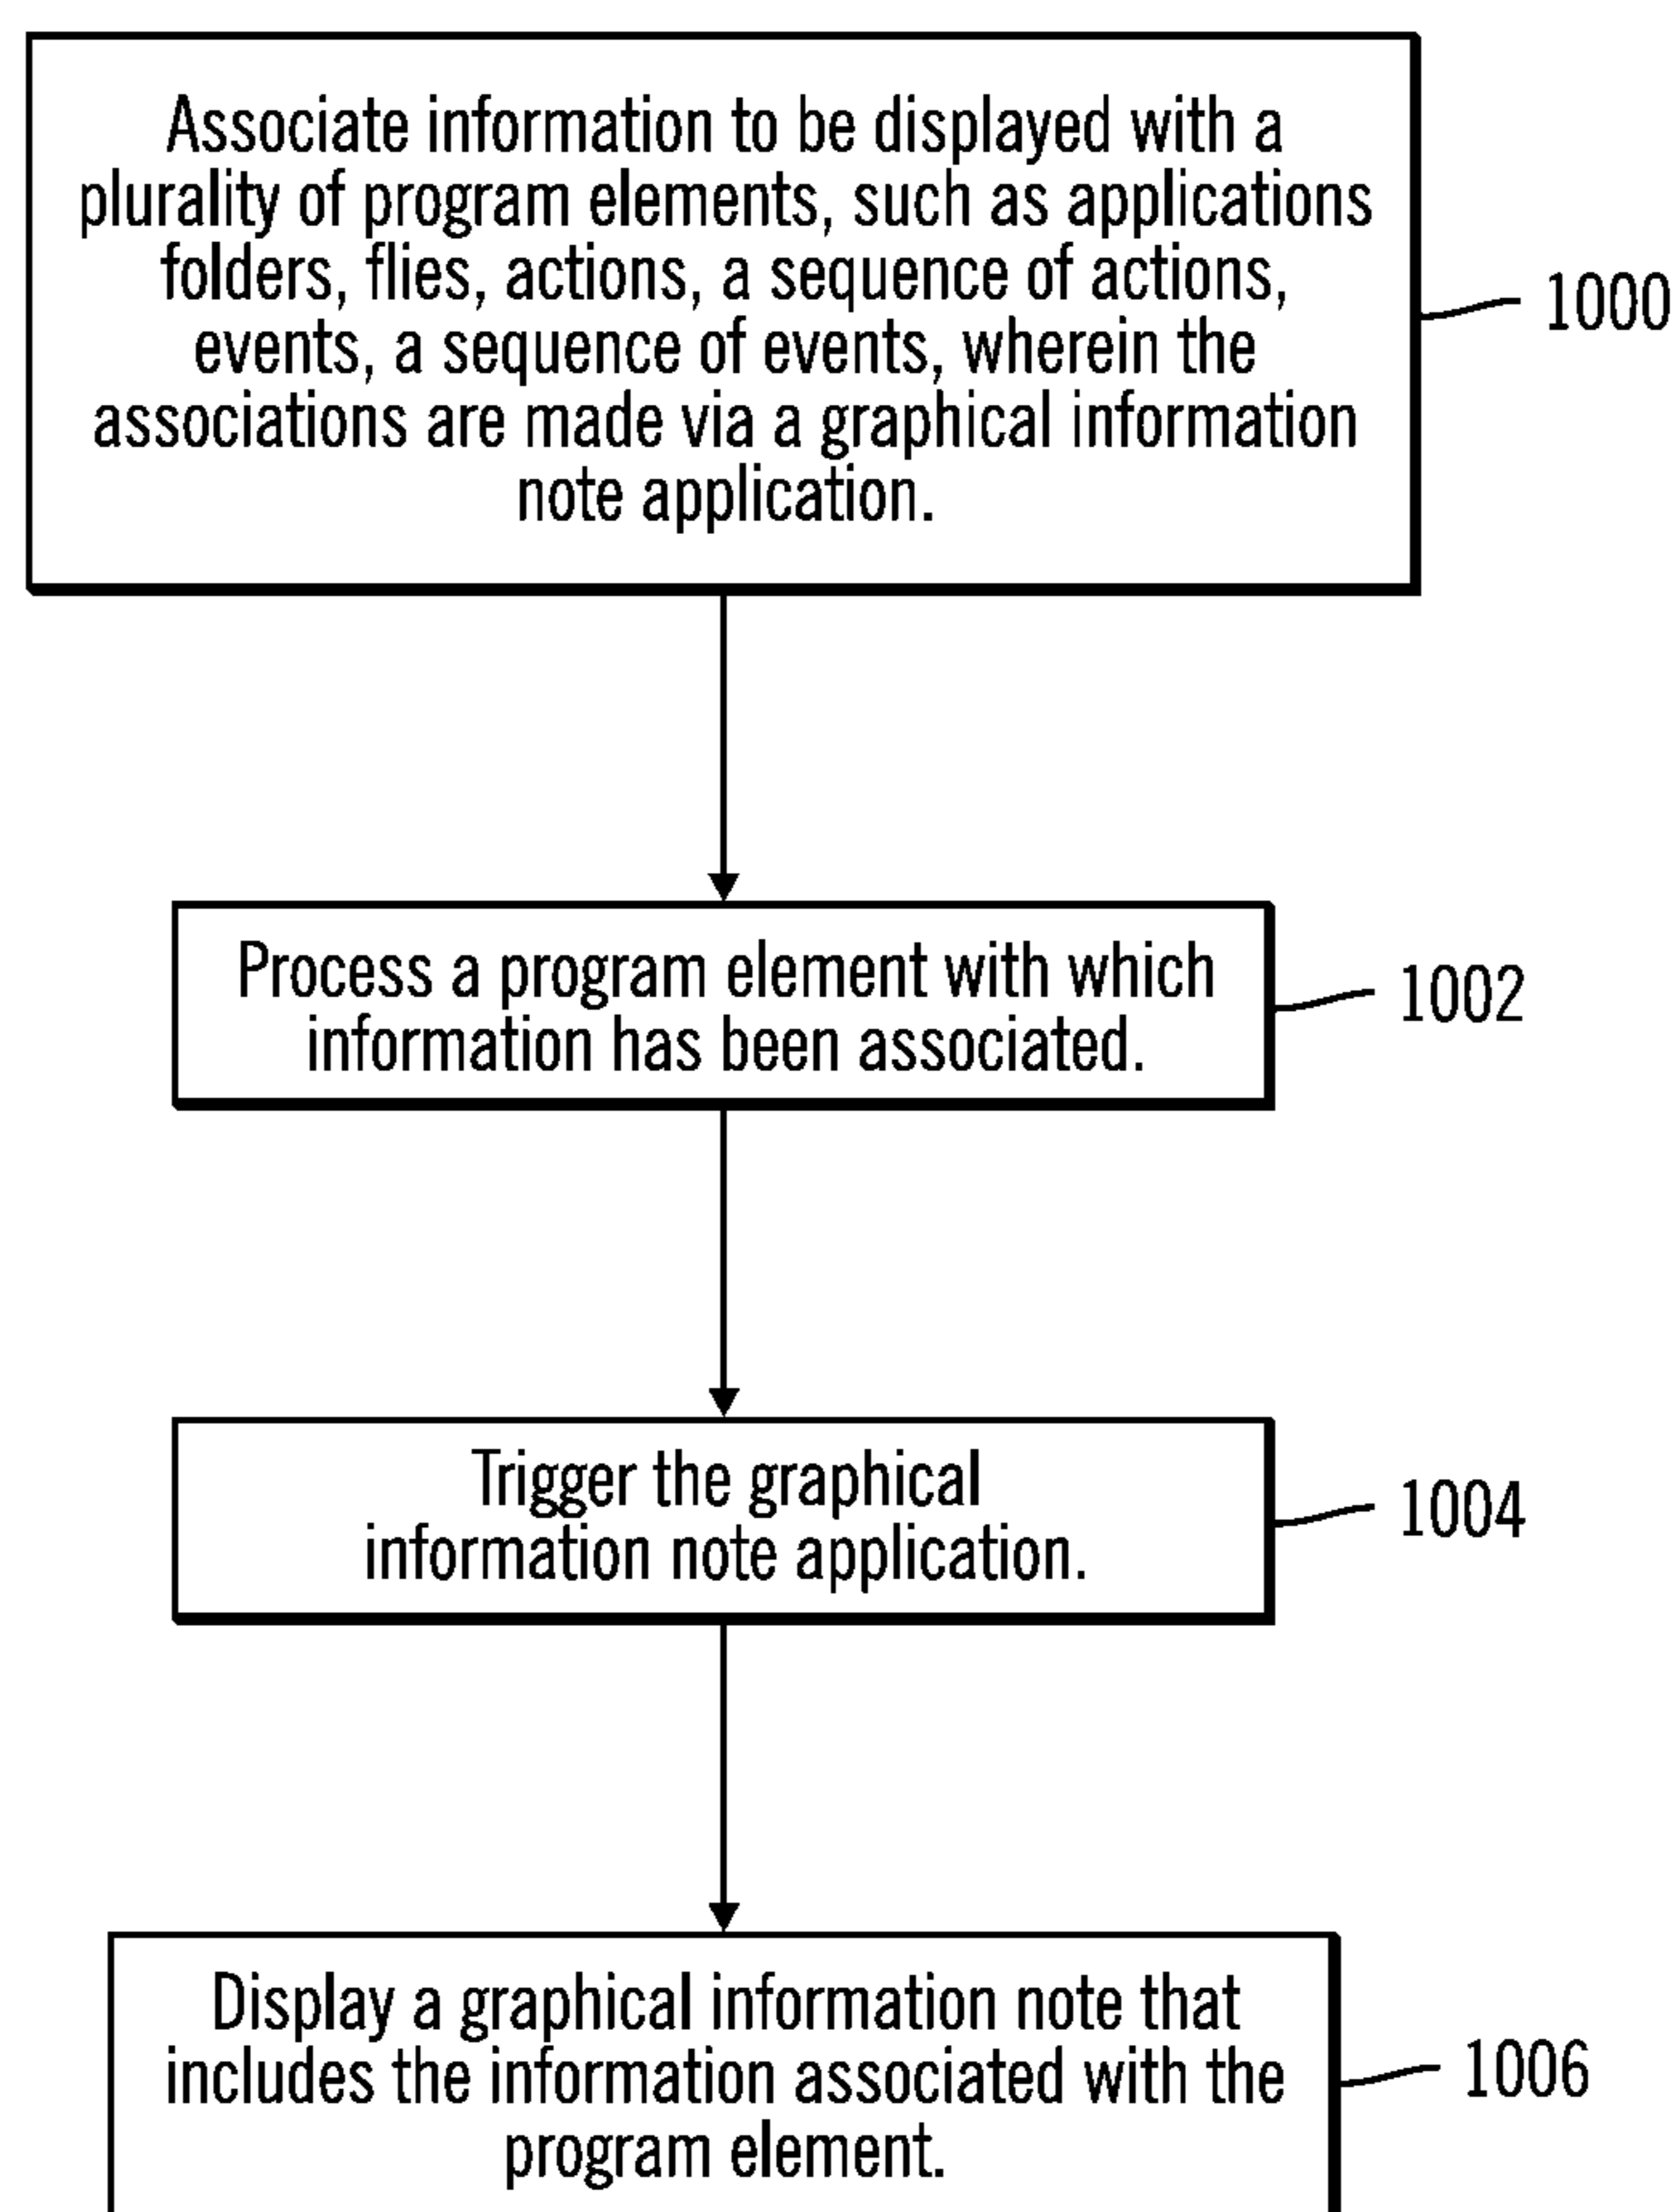 Associate information to be displayed with a
plurality of program elements, such as applications
folders, flies, actions, a sequence of actions,
events, a sequence of events, wherein the
associations are made via a graphical information
note application.
1000
Process a program element with which
information has been associated.
1002
Trigger the graphical
information note application.
1004
Display a graphical information note that
includes the information associated with the
program element.
1006